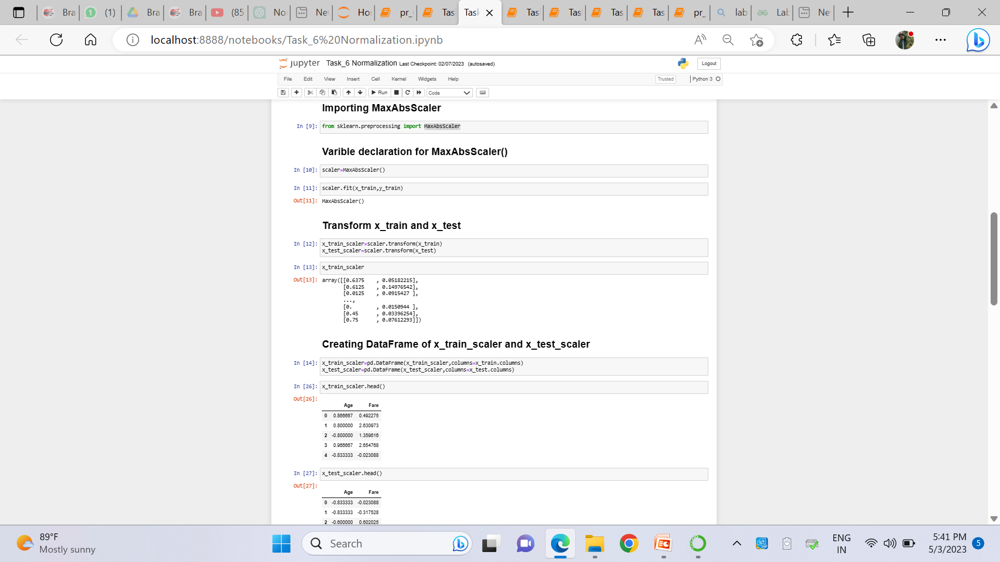 Bra
(1)
Bra
Bra
(85
No
Ne
Ho
pr_
Tas
Tas
Tas
Tas
Tas
Tas
pr_
lab
Lab
Ne
localhost:8888/notebooks/Task_6%20Normalization.ipynb
jupyter Task_6 Normalization Last Checkpoint: 02/07/2023 (autosaved)
Logout
File Edit View Insert Cell Kernel Widgets Help
Trusted
Python 3
Run
Code
Importing MaxAbsScaler
In [9]: from sklearn.preprocessing import MaxAbsScaler
Varible declaration for MaxAbsScaler()
In [10]: scaler=MaxAbsScaler()
In [11]: scaler.fit(x_train,y_train)
Out[11]: MaxAbsScaler()
Transform x_train and x_test
In [12]: x_train_scaler=scaler.transform(x_train)
x_test_scaler=scaler.transform(x_test)
In [13]: x_train_scaler
Out[13]: array([[0.6375 , 0.05182215],
[0.6125 , 0.14976542],
[0.0125 , 0.0915427 ],
...,
[0. , 0.0150944 ],
[0.45 , 0.03396254],
[0.75 , 0.07612293]])
Creating DataFrame of x_train_scaler and x_test_scaler
In [14]: x_train_scaler=pd.DataFrame(x_train_scaler,columns=x_train.columns)
x_test_scaler=pd.DataFrame(x_test_scaler,columns=x_test.columns)
In [26]: x_train_scaler.head()
Out[26]:
Age Fare
0 0.866667 0.492275
1 0.800000 2.630973
2 -0.800000 1.359616
3 0.966667 2.654768
4 -0.833333 -0.023088
In [27]: x_test_scaler.head()
Out[27]:
Age Fare
0 -0.833333 -0.023088
1 -0.833333 -0.317528
2 -0.600000 0.602025
89°F
Mostly sunny
Search
ENG
IN
5:41 PM
5/3/2023
5